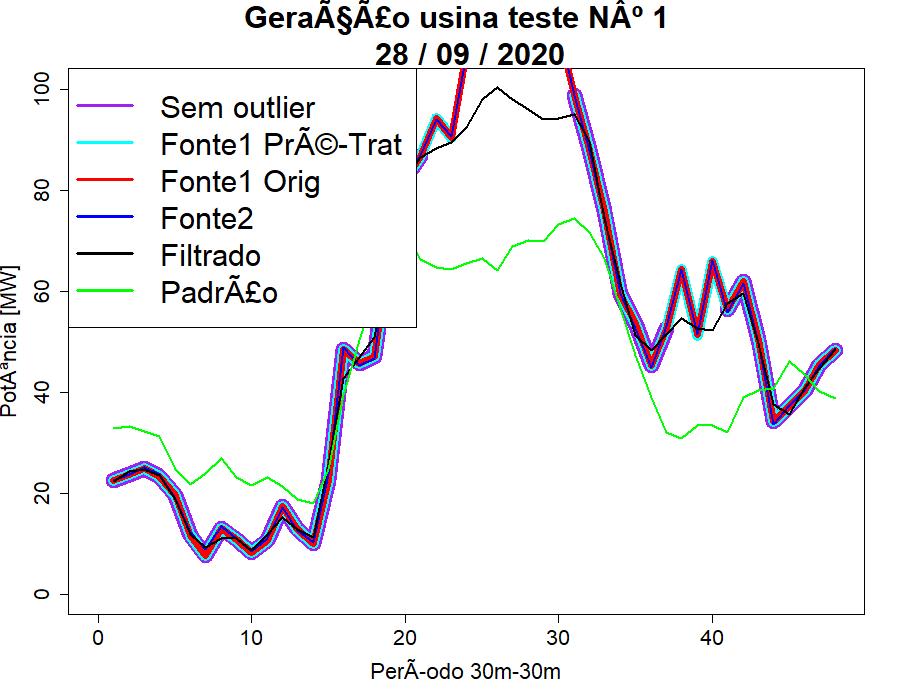 GeraÃ§Ã£o usina teste NÂº 1
28 / 09 / 2020
Sem outlier
Fonte1 PrÃ©-Trat
Fonte1 Orig
Fonte2
Filtrado
PadrÃ£o
PotÃªncia [MW]
100
80
60
40
20
0
0 10 20 30 40
PerÃ-odo 30m-30m